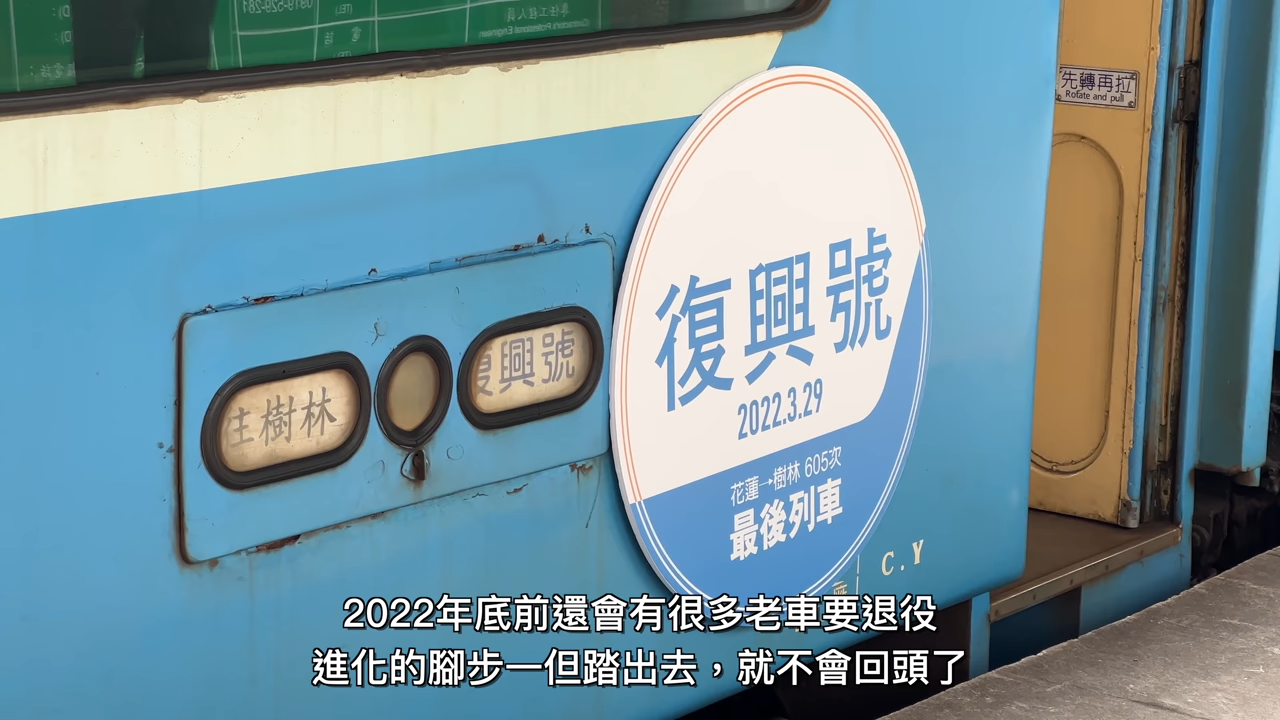 先轉再拉
Rotate and pull
復興號
2022.3.29
花蓮→樹林 605次
最後列車
樹林
興號
C.Y
2022年底前還會有很多老車要退役
進化的腳步一但踏出去,就不會回頭了